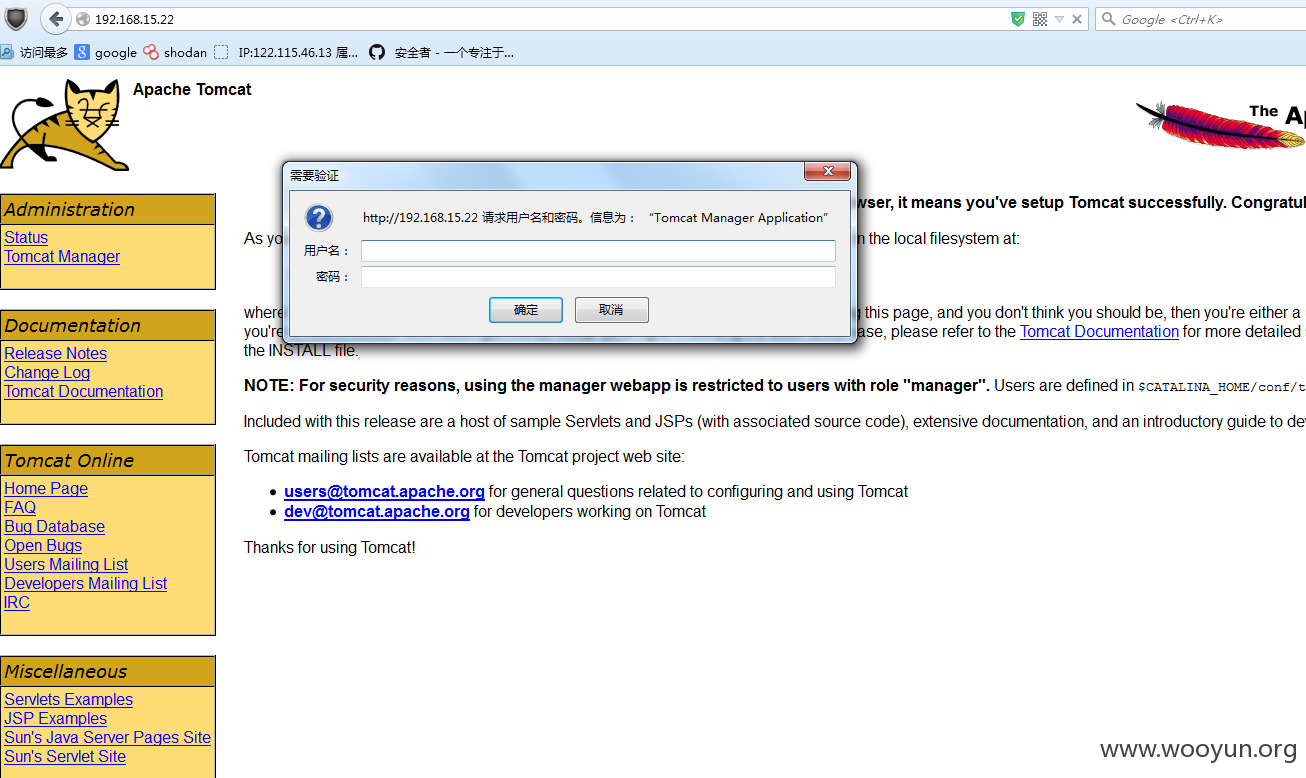 192.168.15.22
Google <Ctrl+K>
访问最多 google shodan IP:122.115.46.13 属... 安全者 - 一个专注于...
Apache Tomcat
The Ap
需要验证
http://192.168.15.22 请求用户名和密码。信息为： “Tomcat Manager Application”
用户名：
密码：
确定 取消
Administration
Status
Tomcat Manager
Documentation
Release Notes
Change Log
Tomcat Documentation
Tomcat Online
Home Page
FAQ
Bug Database
Open Bugs
Users Mailing List
Developers Mailing List
IRC
Miscellaneous
Servlets Examples
JSP Examples
Sun's Java Server Pages Site
Sun's Servlet Site
wser, it means you've setup Tomcat successfully. Congratul
As yo n the local filesystem at:
where this page, and you don't think you should be, then you're either a
you're ase, please refer to the Tomcat Documentation for more detailed
the INSTALL file.
NOTE: For security reasons, using the manager webapp is restricted to users with role "manager". Users are defined in $CATALINA_HOME/conf/t
Included with this release are a host of sample Servlets and JSPs (with associated source code), extensive documentation, and an introductory guide to de
Tomcat mailing lists are available at the Tomcat project web site:
users@tomcat.apache.org for general questions related to configuring and using Tomcat
dev@tomcat.apache.org for developers working on Tomcat
Thanks for using Tomcat!
www.wooyun.org